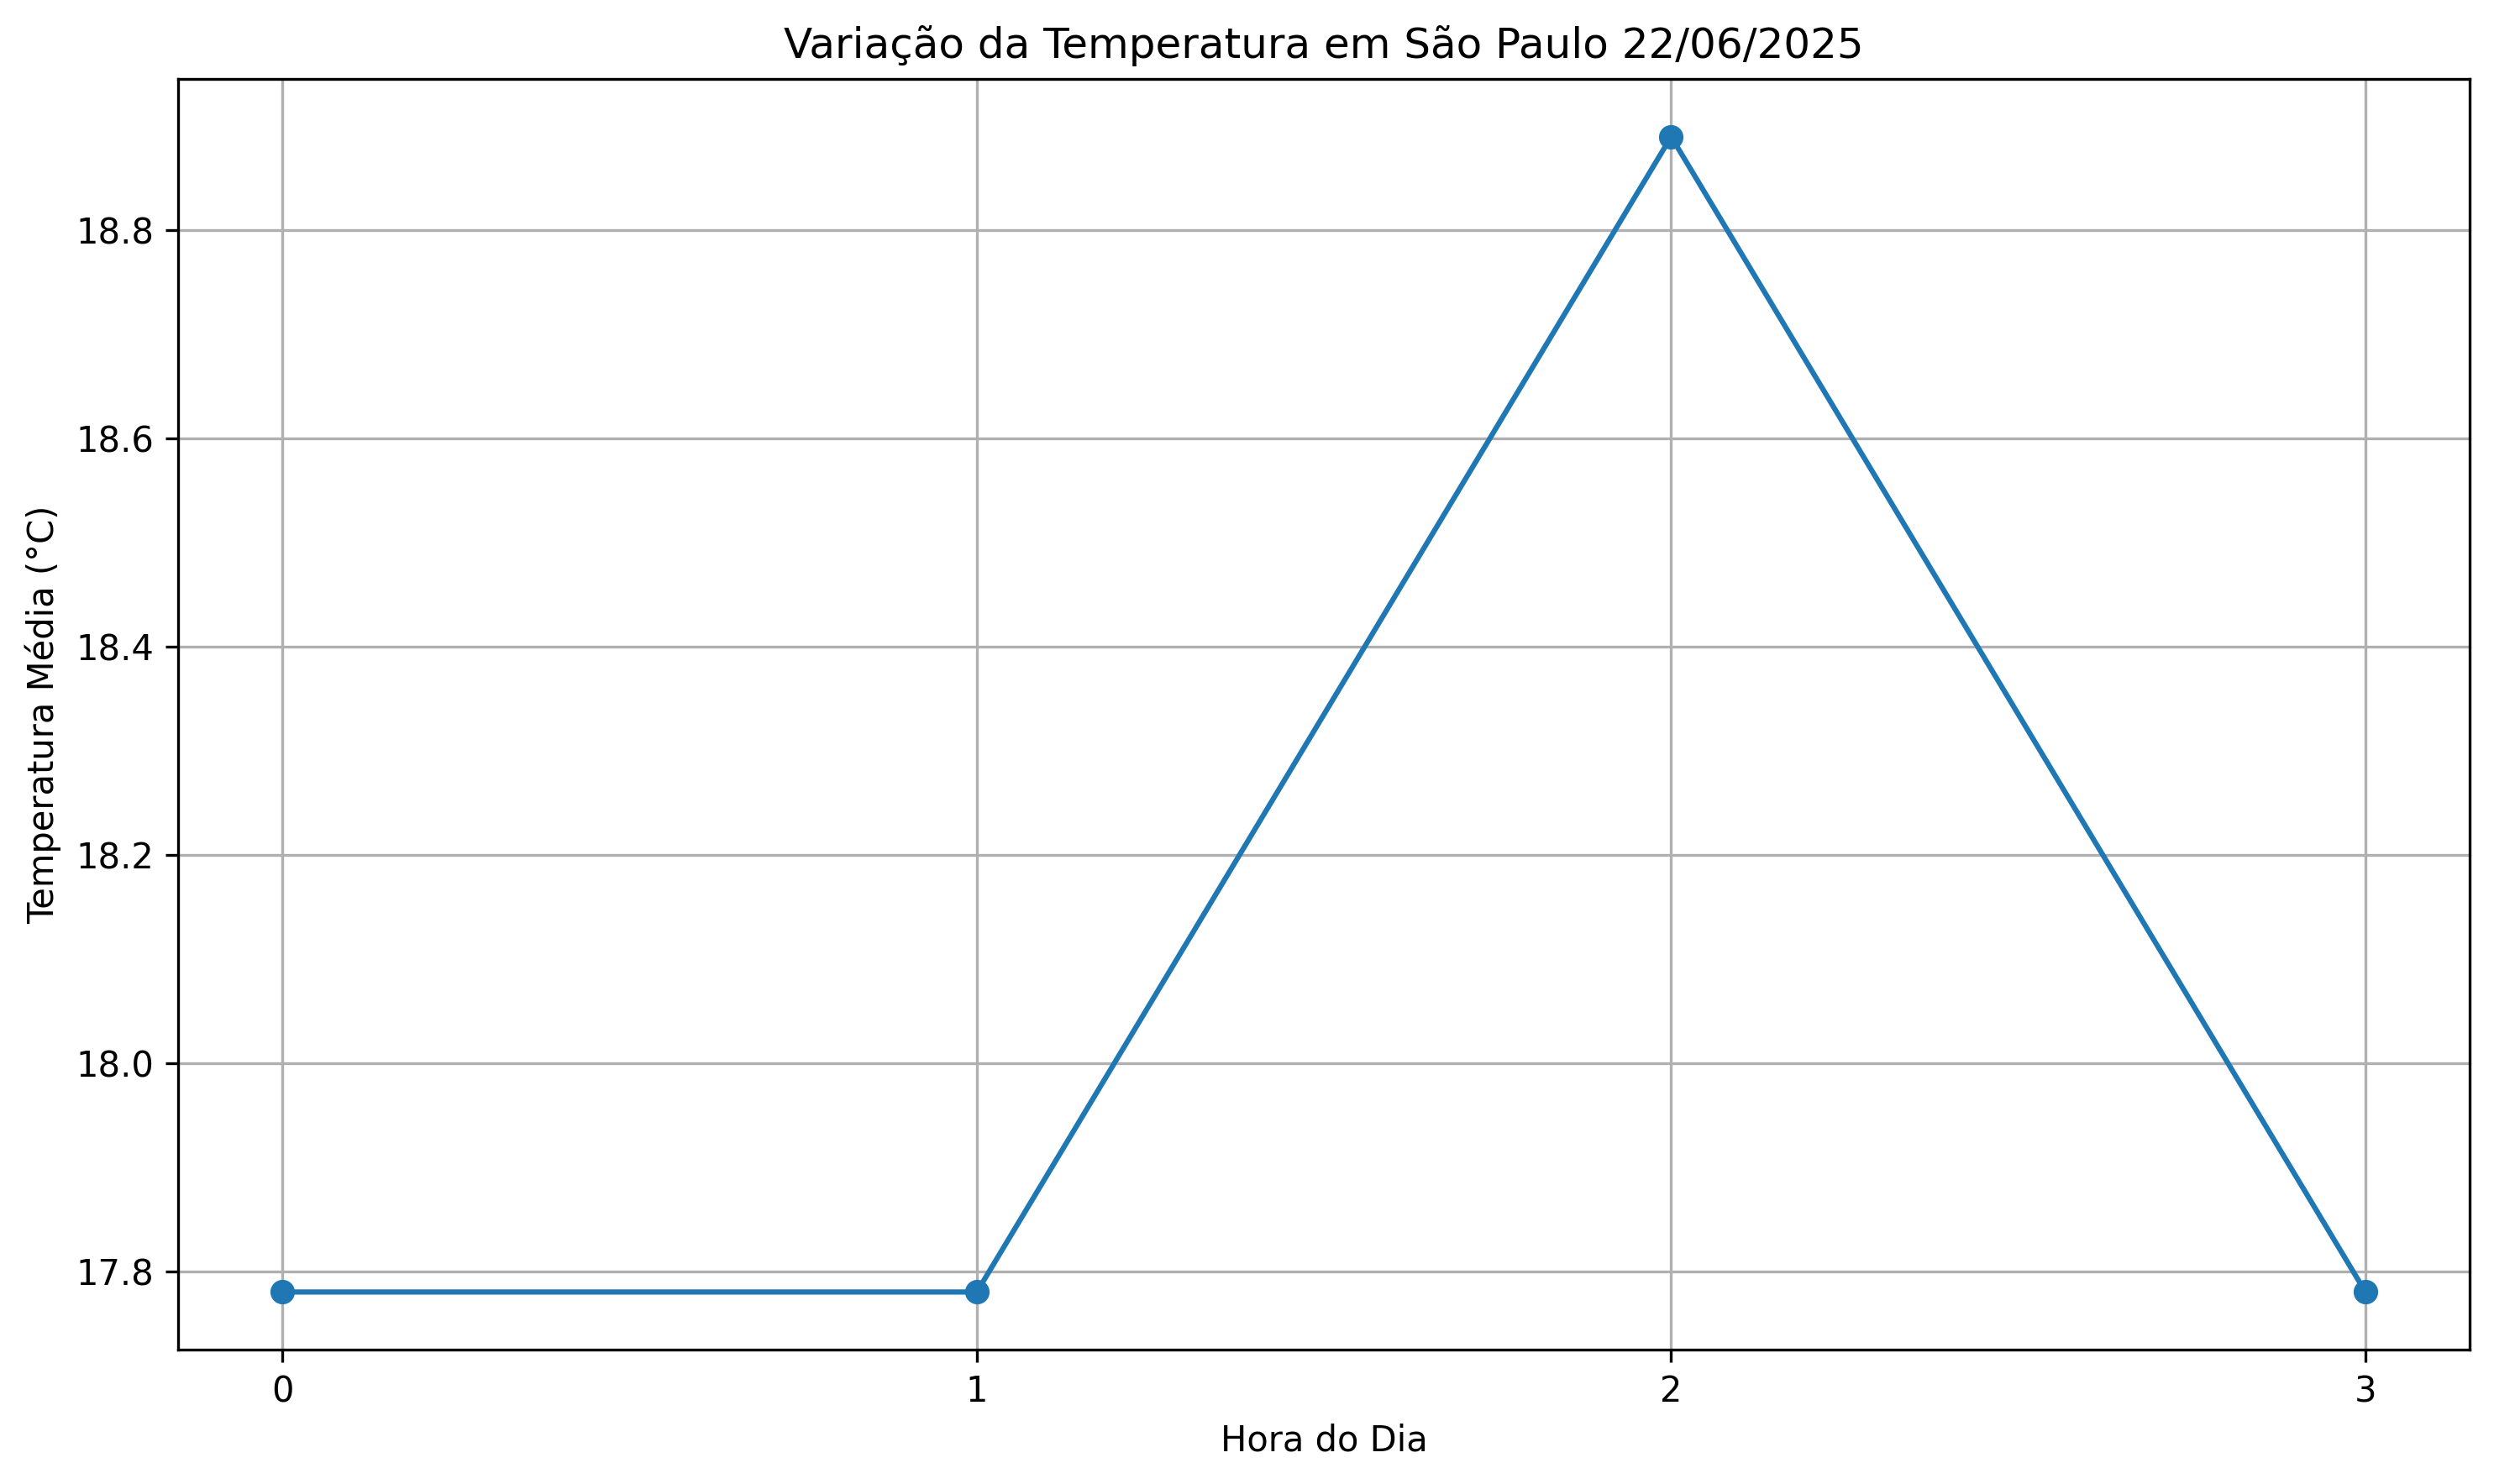 Variação da Temperatura em São Paulo 22/06/2025
Temperatura Média (°C)
18.8
18.6
18.4
18.2
18.0
17.8
0 1 2 3
Hora do Dia